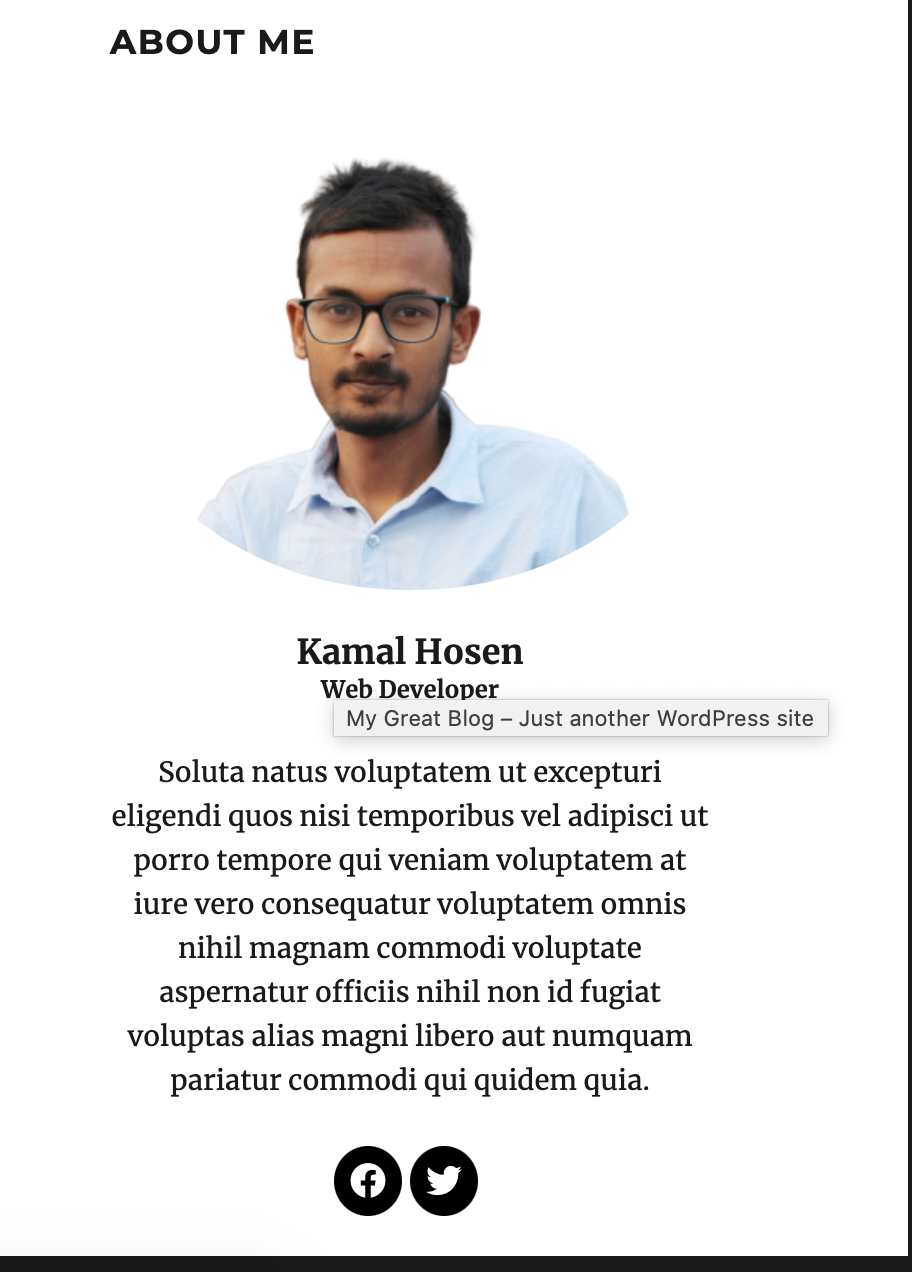 ABOUT ME
Kamal Hosen
Web Developer
My Great Blog – Just another WordPress site
Soluta natus voluptatem ut excepturi
eligendi quos nisi temporibus vel adipisci ut
porro tempore qui veniam voluptatem at
iure vero consequatur voluptatem omnis
nihil magnam commodi voluptate
aspernatur officiis nihil non id fugiat
voluptas alias magni libero aut numquam
pariatur commodi qui quidem quia.